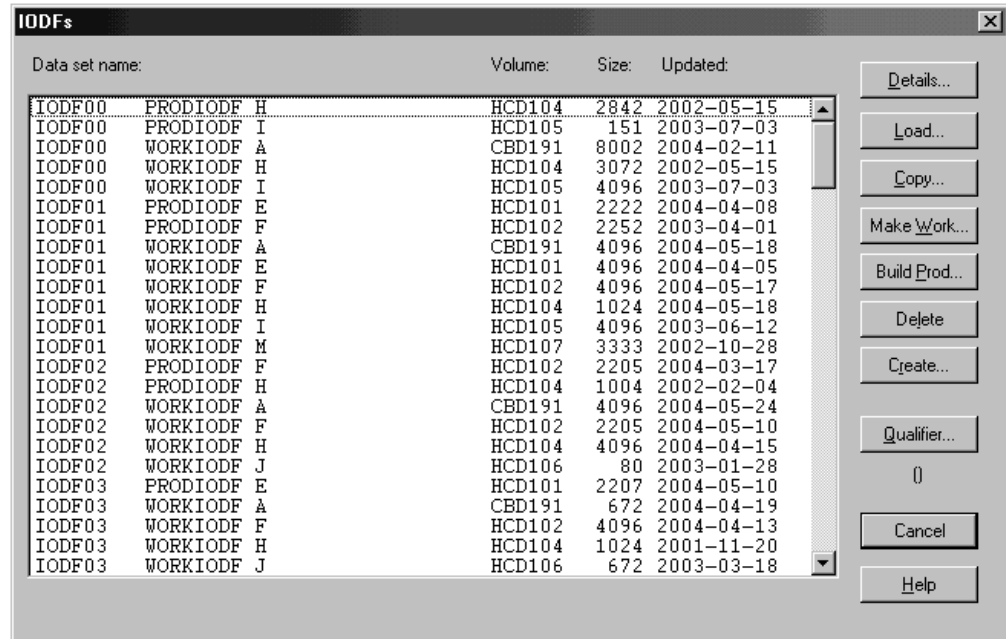 IODFs
Data set name: Volume: Size: Updated:
IODF00 PRODIODF H HCD104 2842 2002-05-15
IODF00 PRODIODF I HCD105 151 2003-07-03
IODF00 WORKIODF A CBD191 8002 2004-02-11
IODF00 WORKIODF H HCD104 3072 2002-05-15
IODF00 WORKIODF I HCD105 4096 2003-07-03
IODF01 PRODIODF E HCD101 2222 2004-04-08
IODF01 PRODIODF F HCD102 2252 2003-04-01
IODF01 WORKIODF A CBD191 4096 2004-05-18
IODF01 WORKIODF E HCD101 4096 2004-04-05
IODF01 WORKIODF F HCD102 4096 2004-05-17
IODF01 WORKIODF H HCD104 1024 2004-05-18
IODF01 WORKIODF I HCD105 4096 2003-06-12
IODF01 WORKIODF M HCD107 3333 2002-10-28
IODF02 PRODIODF F HCD102 2205 2004-03-17
IODF02 PRODIODF H HCD104 1004 2002-02-04
IODF02 WORKIODF A CBD191 4096 2004-05-24
IODF02 WORKIODF F HCD102 2205 2004-05-10
IODF02 WORKIODF H HCD104 4096 2004-04-15
IODF02 WORKIODF J HCD106 80 2003-01-28
IODF03 PRODIODF E HCD101 2207 2004-05-10
IODF03 WORKIODF A CBD191 672 2004-04-19
IODF03 WORKIODF F HCD102 4096 2004-04-13
IODF03 WORKIODF H HCD104 1024 2001-11-20
IODF03 WORKIODF J HCD106 672 2003-03-18
Details...
Load...
Copy...
Make Work...
Build Prod...
Delete
Create...
Qualifier...
()
Cancel
Help